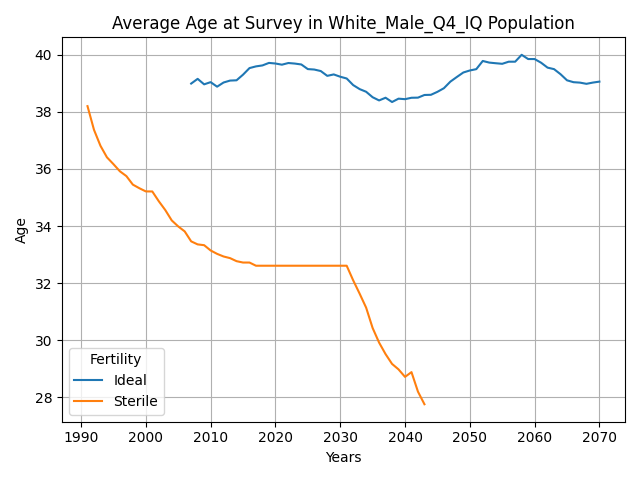 Average Age at Survey in White_Male_Q4_IQ Population
Age
40
38
36
34
32
30
28
Fertility
Ideal
Sterile
1990 2000 2010 2020 2030 2040 2050 2060 2070
Years